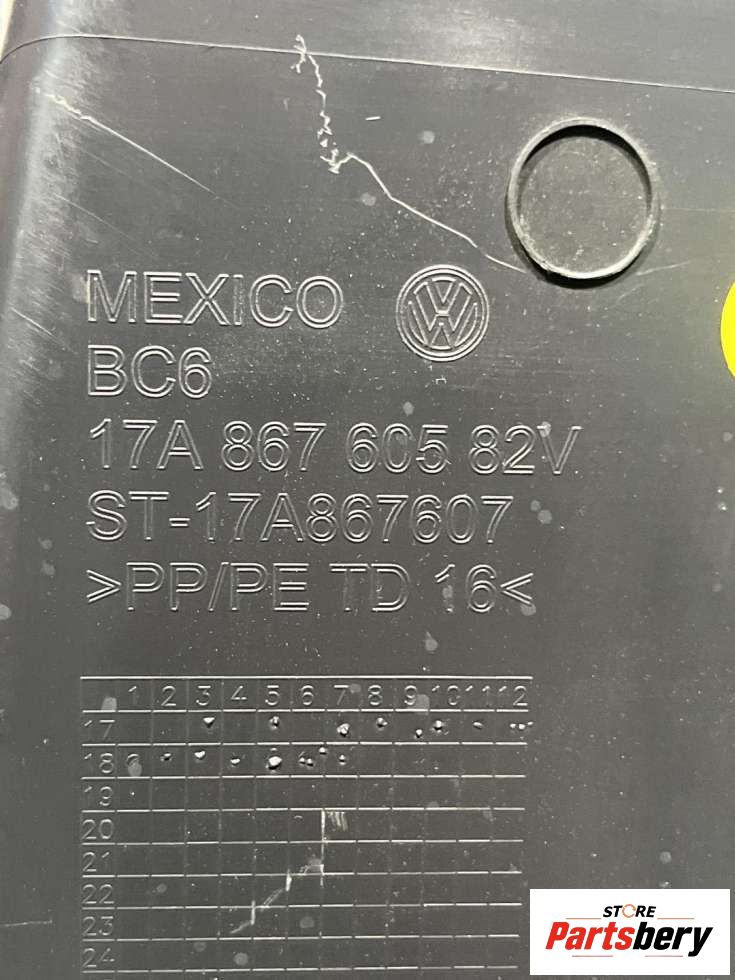 MEXICO
BC6
17A 867 605 82V
ST-17A867607
>PP/PE TD 16<
1 2 3 4 5 6 7 8 9 10 11 12
17
18
19
20
21
22
23
24
STORE
Partsbery